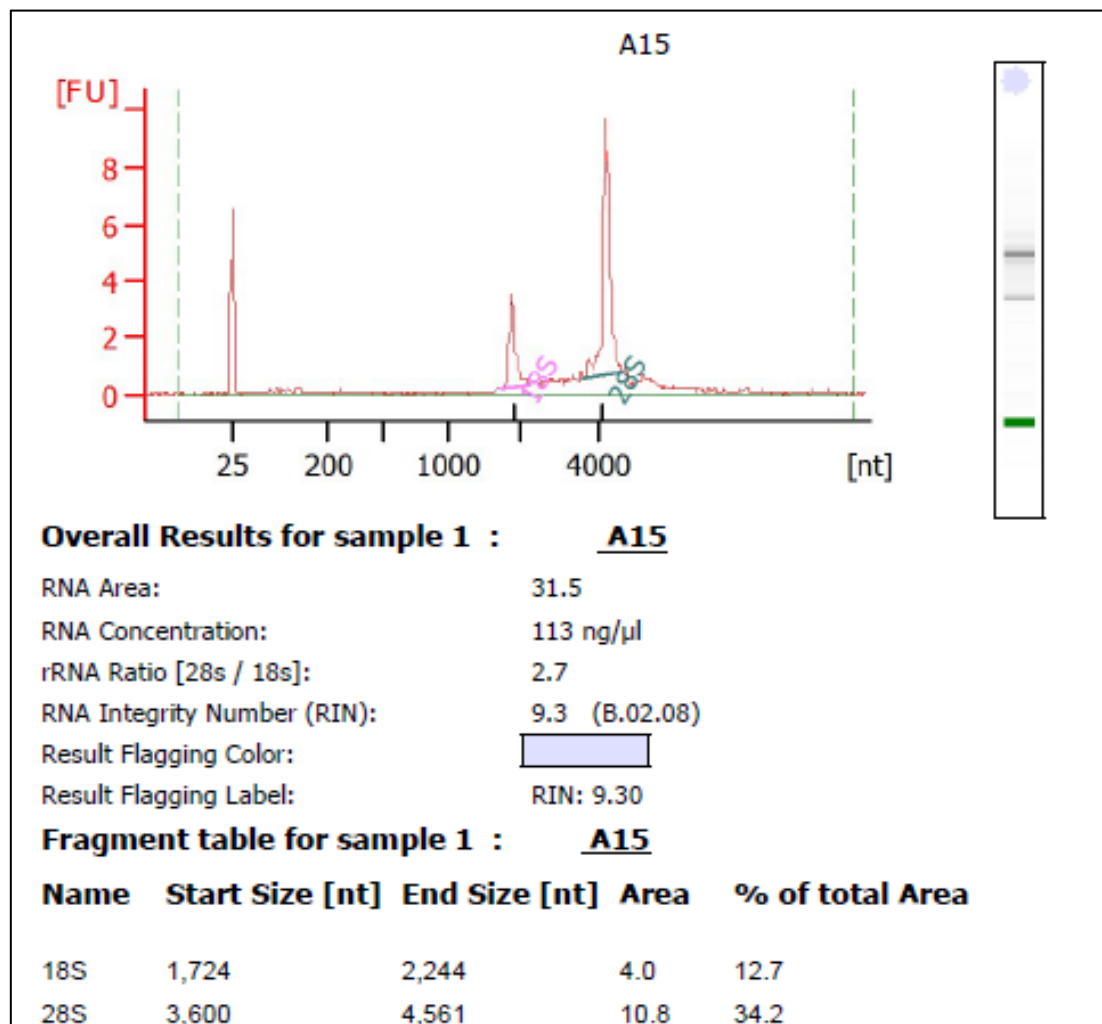 A15
[FU]
8
6
4
2
0
18S
28S
25 200 1000 4000 [nt]
Overall Results for sample 1 : A15
RNA Area: 31.5
RNA Concentration: 113 ng/µl
rRNA Ratio [28s / 18s]: 2.7
RNA Integrity Number (RIN): 9.3 (B.02.08)
Result Flagging Color:
Result Flagging Label: RIN: 9.30
Fragment table for sample 1 : A15
Name Start Size [nt] End Size [nt] Area % of total Area
18S 1,724 2,244 4.0 12.7
28S 3,600 4,561 10.8 34.2